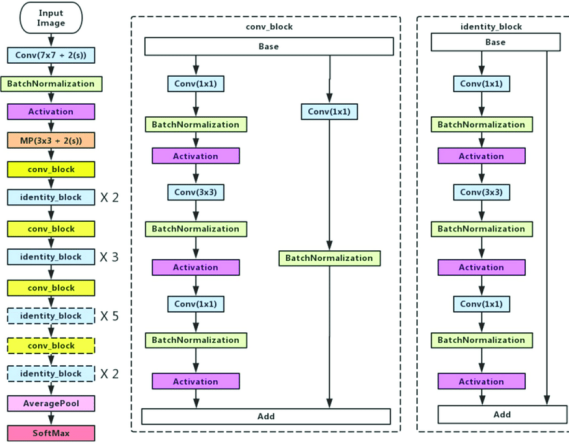 Input
Image
Conv(7x7 + 2(s))
BatchNormalization
Activation
MP(3x3 + 2(s))
conv_block
identity_block X 2
conv_block
identity_block X 3
conv_block
identity_block X 5
conv_block
identity_block X 2
AveragePool
SoftMax
conv_block
Base
Conv(1x1)
BatchNormalization
Activation
Conv(3x3)
BatchNormalization
Activation
Conv(1x1)
BatchNormalization
Activation
Conv(1x1)
BatchNormalization
Add
identity_block
Base
Conv(1x1)
BatchNormalization
Activation
Conv(3x3)
BatchNormalization
Activation
Conv(1x1)
BatchNormalization
Activation
Add